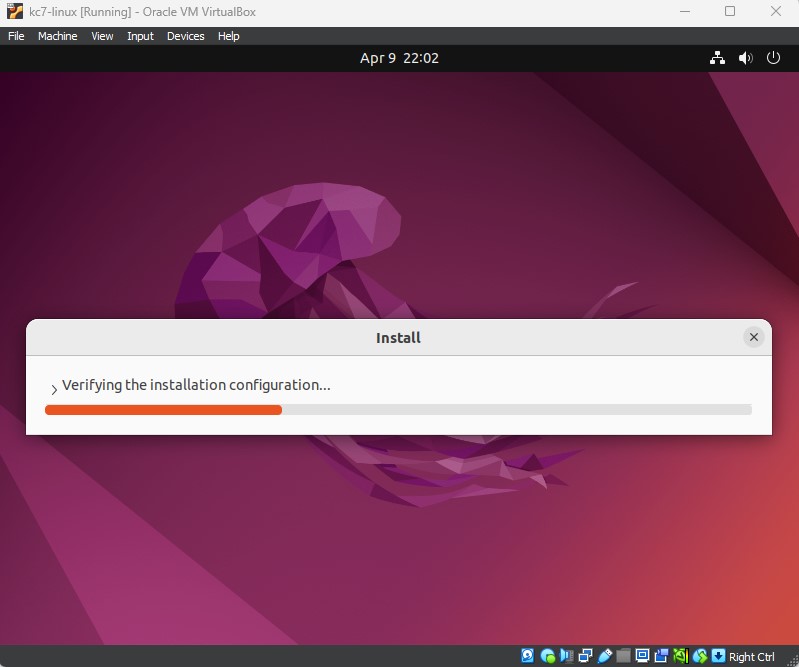 kc7-linux [Running] - Oracle VM VirtualBox
File Machine View Input Devices Help
Apr 9 22:02
Install
Verifying the installation configuration...
Right Ctrl